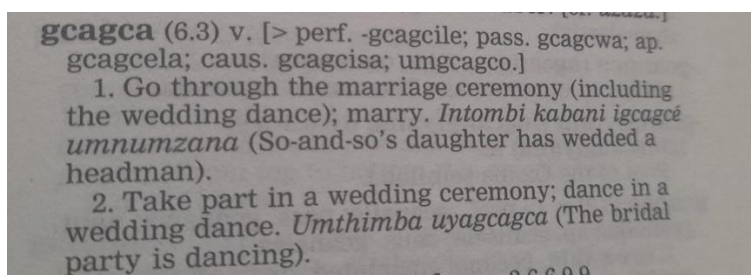 gcagca (6.3) v. [> perf. -gcagcile; pass. gcagcwa; ap.
gcagcela; caus. gcagcisa; umgcagco.]
1. Go through the marriage ceremony (including
the wedding dance); marry. Intombi kabani igcagcé
umnumzana (So-and-so's daughter has wedded a
headman).
2. Take part in a wedding ceremony; dance in a
wedding dance. Umthimba uyagcagca (The bridal
party is dancing).